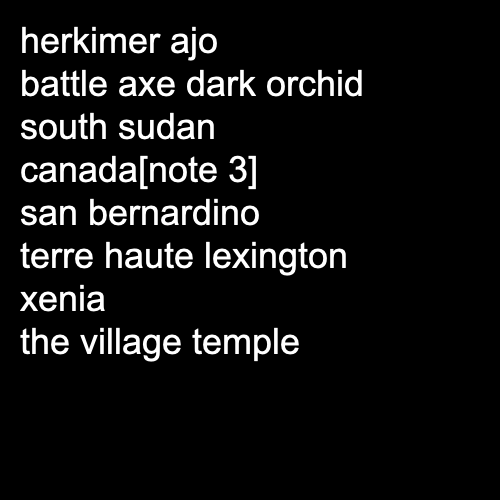 herkimer ajo
battle axe dark orchid
south sudan
canada[note 3]
san bernardino
terre haute lexington
xenia
the village temple